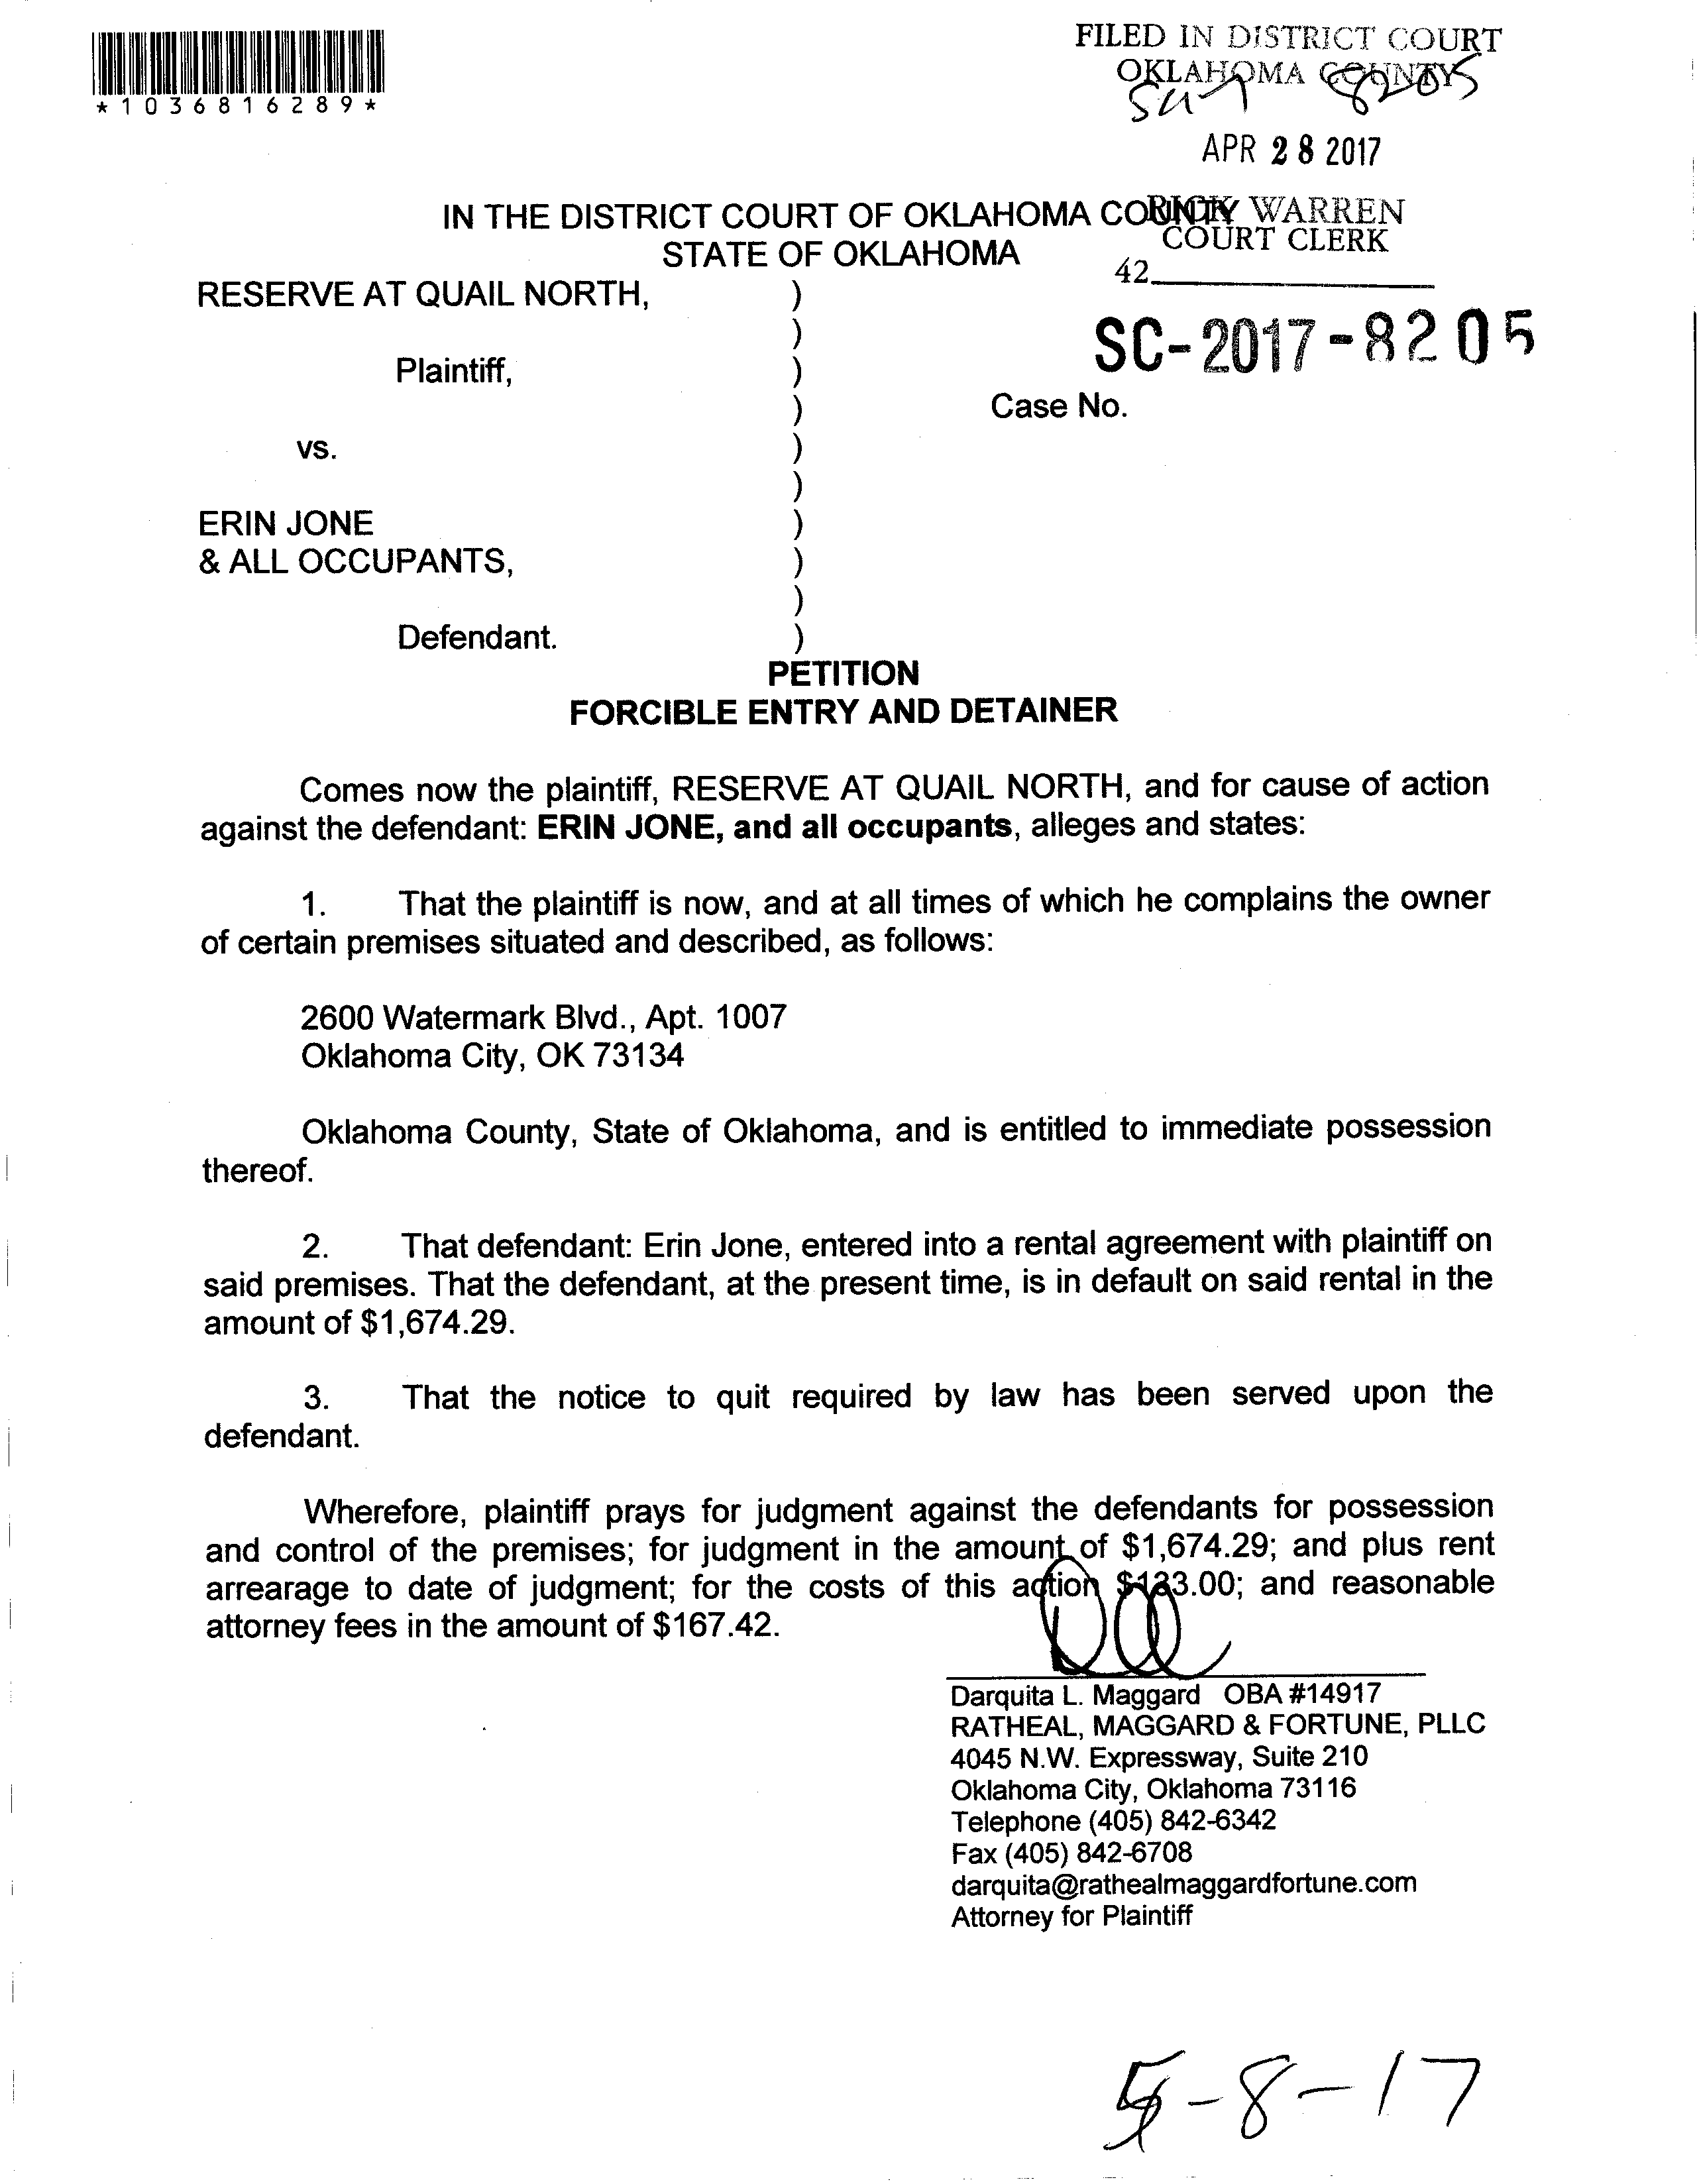 *1036816289*
FILED IN DISTRICT COURT
OKLAHOMA COUNTY
8205
APR 28 2017
IN THE DISTRICT COURT OF OKLAHOMA COUNTY
RICK WARREN
STATE OF OKLAHOMA
COURT CLERK
42
RESERVE AT QUAIL NORTH, )
)
SC-2017-8205
Plaintiff, )
) Case No.
vs. )
)
ERIN JONE )
& ALL OCCUPANTS, )
)
Defendant. )
PETITION
FORCIBLE ENTRY AND DETAINER
Comes now the plaintiff, RESERVE AT QUAIL NORTH, and for cause of action
against the defendant: ERIN JONE, and all occupants, alleges and states:
1. That the plaintiff is now, and at all times of which he complains the owner
of certain premises situated and described, as follows:
2600 Watermark Blvd., Apt. 1007
Oklahoma City, OK 73134
Oklahoma County, State of Oklahoma, and is entitled to immediate possession
thereof.
2. That defendant: Erin Jone, entered into a rental agreement with plaintiff on
said premises. That the defendant, at the present time, is in default on said rental in the
amount of $1,674.29.
3. That the notice to quit required by law has been served upon the
defendant.
Wherefore, plaintiff prays for judgment against the defendants for possession
and control of the premises; for judgment in the amount of $1,674.29; and plus rent
arrearage to date of judgment; for the costs of this action and reasonable
attorney fees in the amount of $167.42.
Darquita L. Maggard OBA #14917
RATHEAL, MAGGARD & FORTUNE, PLLC
4045 N.W. Expressway, Suite 210
Oklahoma City, Oklahoma 73116
Telephone (405) 842-6342
Fax (405) 842-6708
darquita@rathealmaggardfortune.com
Attorney for Plaintiff
5-8-17